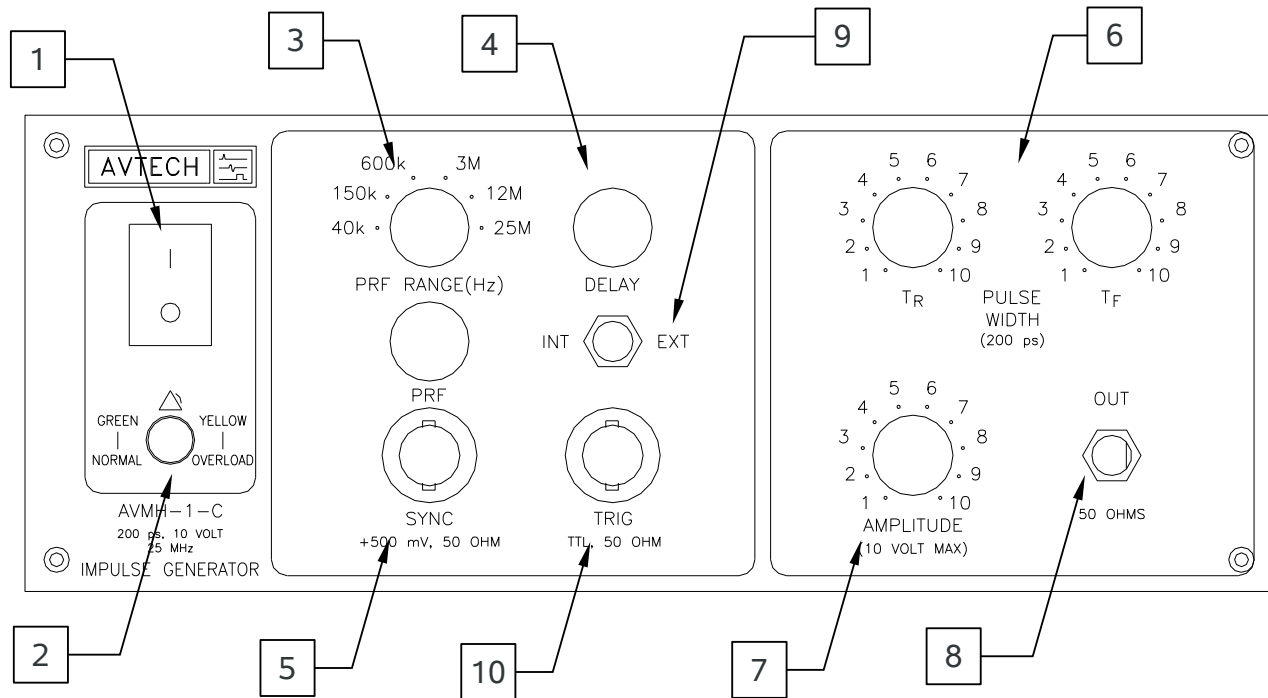 1
3
4
9
6
AVTECH
GREEN
NORMAL
YELLOW
OVERLOAD
AVMH-1-C
200 ps, 10 VOLT
25 MHz
IMPULSE GENERATOR
40k
150k
600k
3M
12M
25M
PRF RANGE(Hz)
PRF
DELAY
INT
EXT
SYNC
+500 mV, 50 OHM
TRIG
TTL, 50 OHM
1 2 3 4 5 6 7 8 9 10
TR
PULSE
WIDTH
(200 ps)
1 2 3 4 5 6 7 8 9 10
TF
1 2 3 4 5 6 7 8 9 10
AMPLITUDE
(10 VOLT MAX)
OUT
50 OHMS
2
5
10
7
8